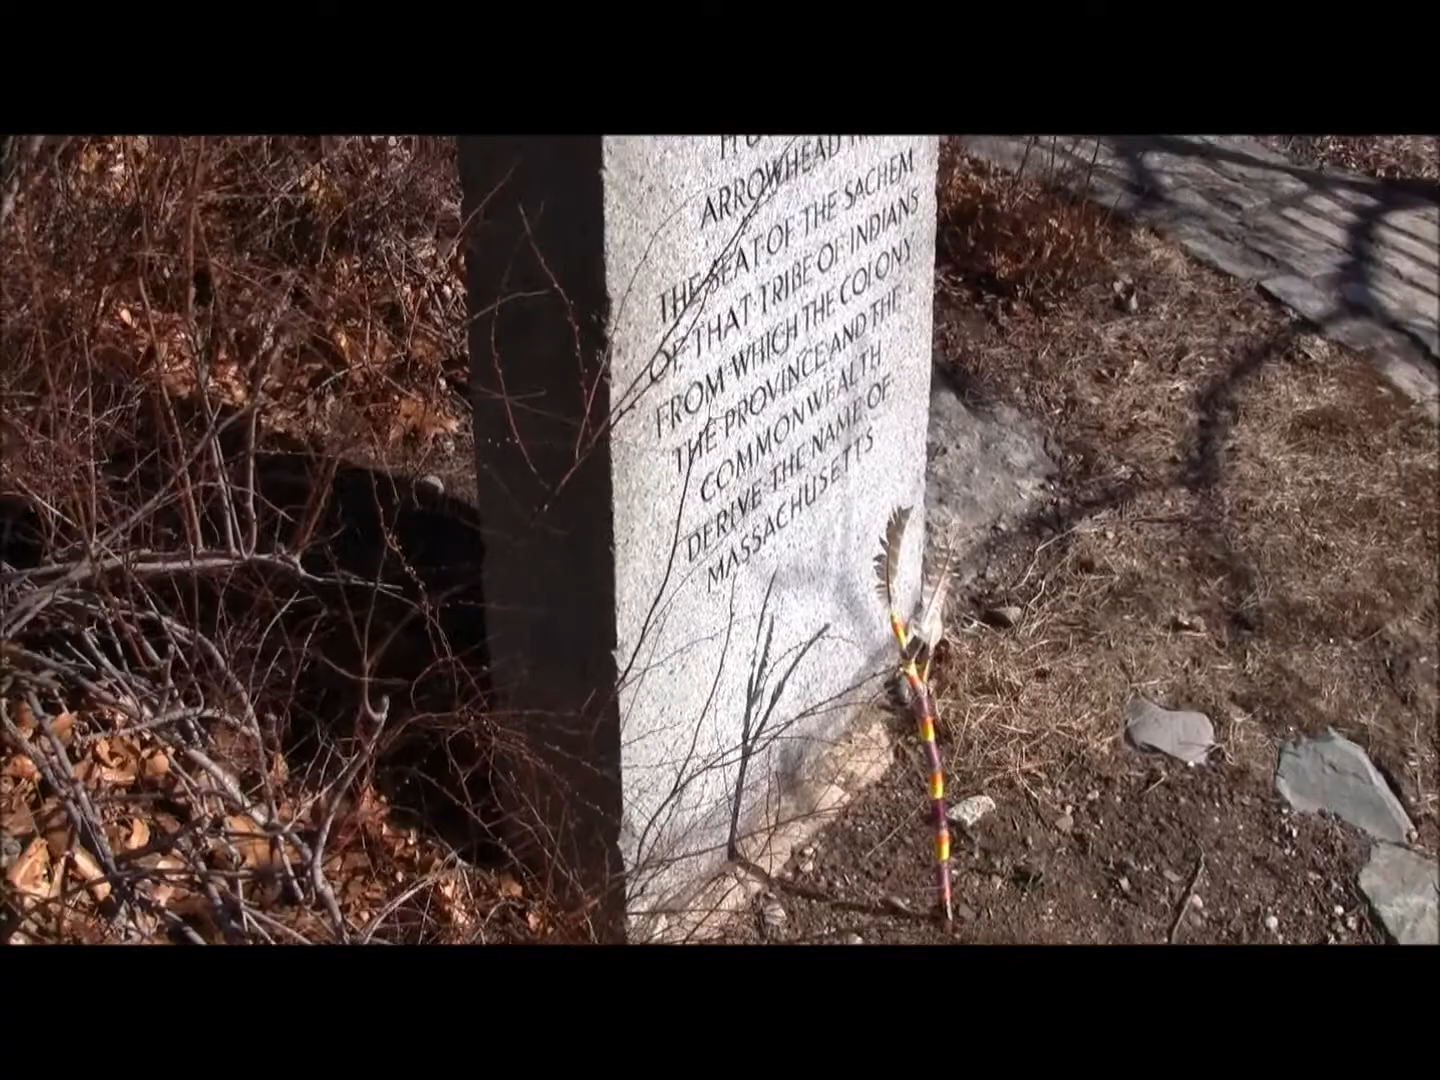 ARROWHEAD
THE SEAT OF THE SACHEM
OF THAT TRIBE OF INDIANS
FROM WHICH THE COLONY
THE PROVINCE AND THE
COMMONWEALTH
DERIVE THE NAME OF
MASSACHUSETTS